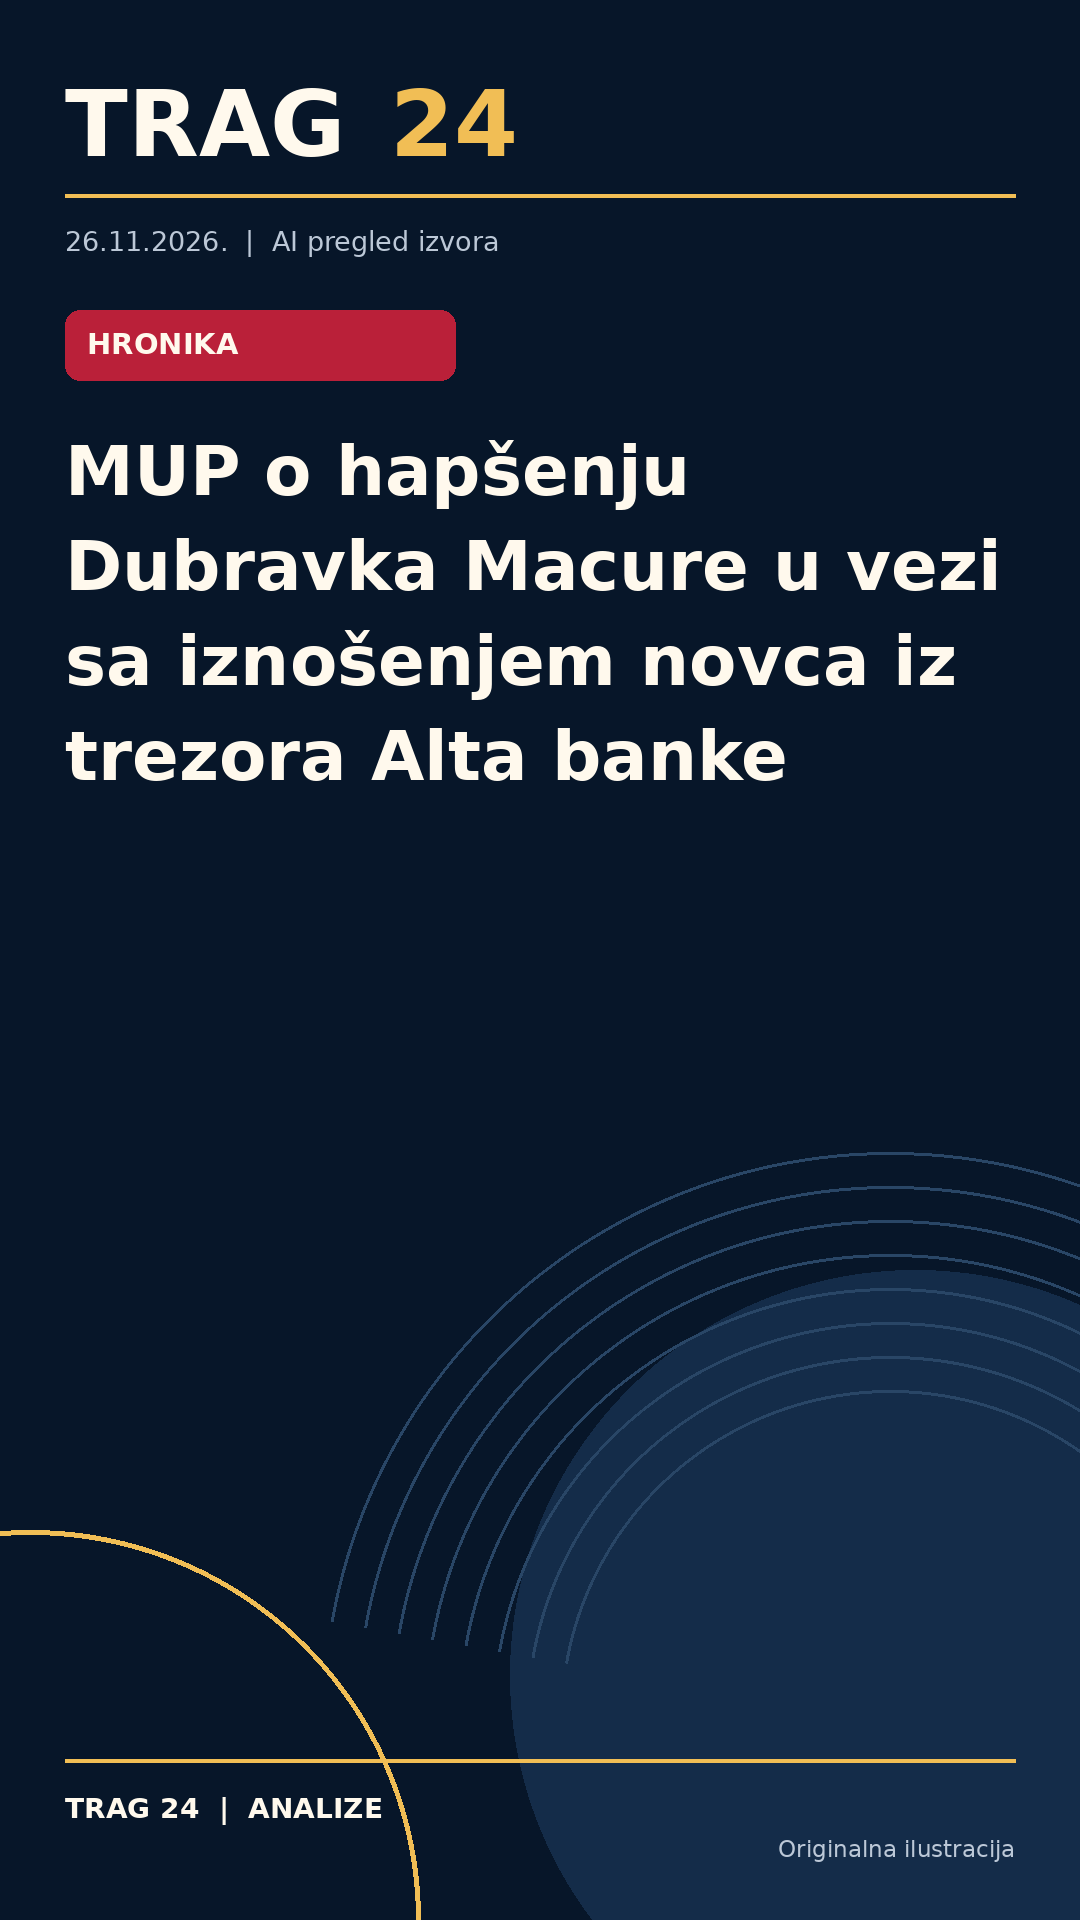 TRAG 24
26.11.2026. | AI pregled izvora
HRONIKA
MUP o hapšenju
Dubravka Macure u vezi
sa iznošenjem novca iz
trezora Alta banke
TRAG 24 | ANALIZE
Originalna ilustracija